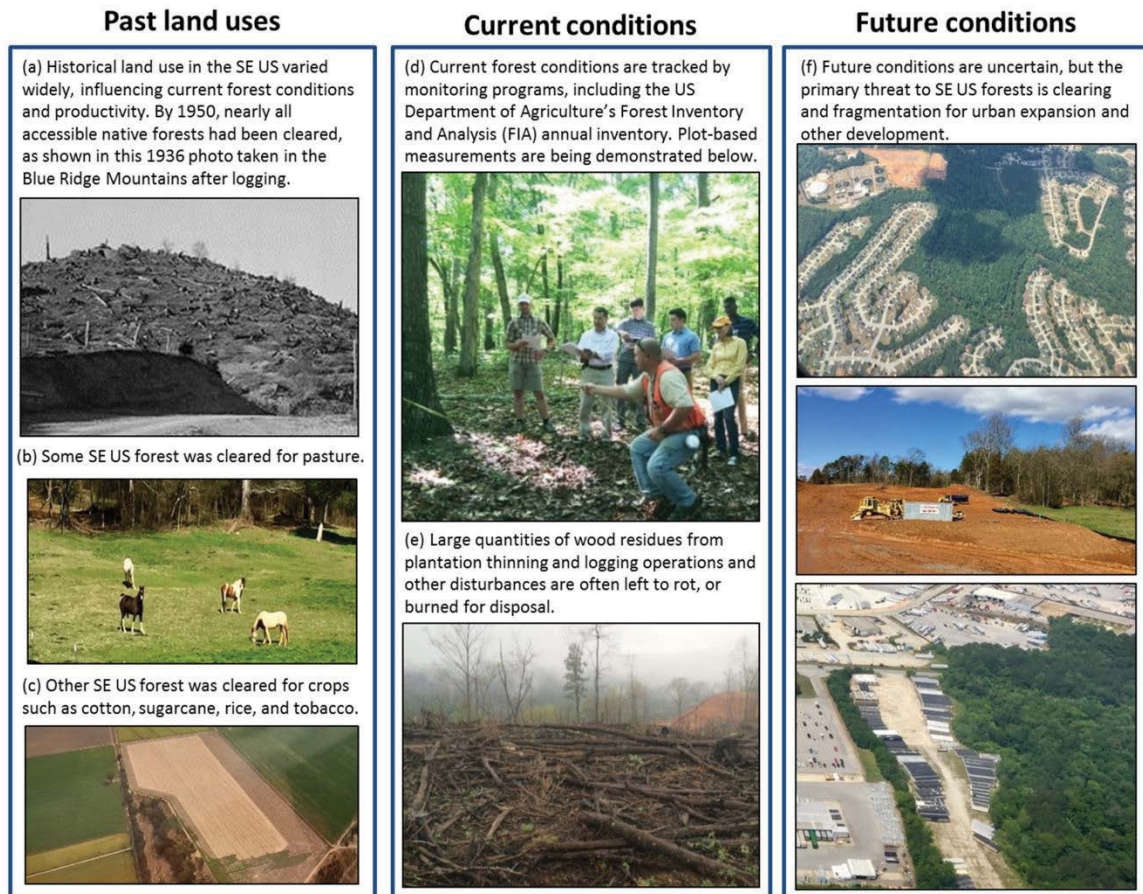 Past land uses
(a) Historical land use in the SE US varied
widely, influencing current forest conditions
and productivity. By 1950, nearly all
accessible native forests had been cleared,
as shown in this 1936 photo taken in the
Blue Ridge Mountains after logging.
(b) Some SE US forest was cleared for pasture.
(c) Other SE US forest was cleared for crops
such as cotton, sugarcane, rice, and tobacco.
Current conditions
(d) Current forest conditions are tracked by
monitoring programs, including the US
Department of Agriculture’s Forest Inventory
and Analysis (FIA) annual inventory. Plot-based
measurements are being demonstrated below.
(e) Large quantities of wood residues from
plantation thinning and logging operations and
other disturbances are often left to rot, or
burned for disposal.
Future conditions
(f) Future conditions are uncertain, but the
primary threat to SE US forests is clearing
and fragmentation for urban expansion and
other development.